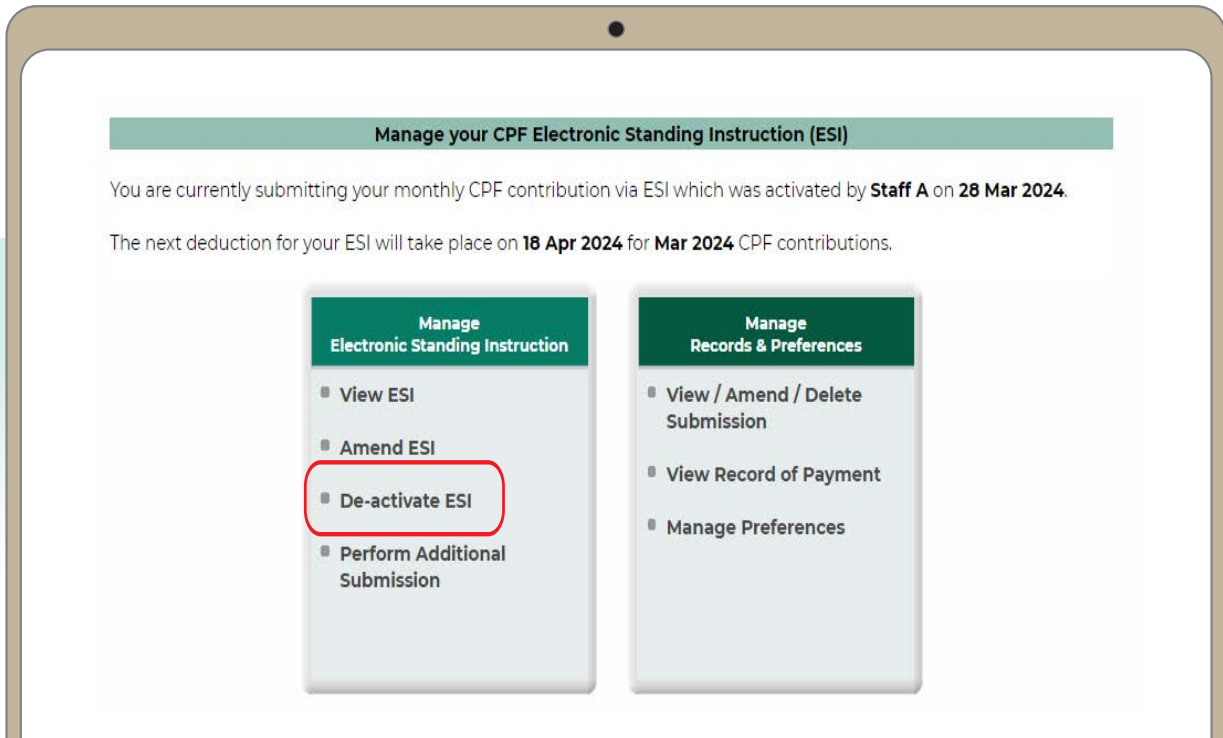 Manage your CPF Electronic Standing Instruction (ESI)
You are currently submitting your monthly CPF contribution via ESI which was activated by Staff A on 28 Mar 2024.
The next deduction for your ESI will take place on 18 Apr 2024 for Mar 2024 CPF contributions.
Manage
Electronic Standing Instruction
View ESI
Amend ESI
De-activate ESI
Perform Additional
Submission
Manage
Records & Preferences
View / Amend / Delete
Submission
View Record of Payment
Manage Preferences